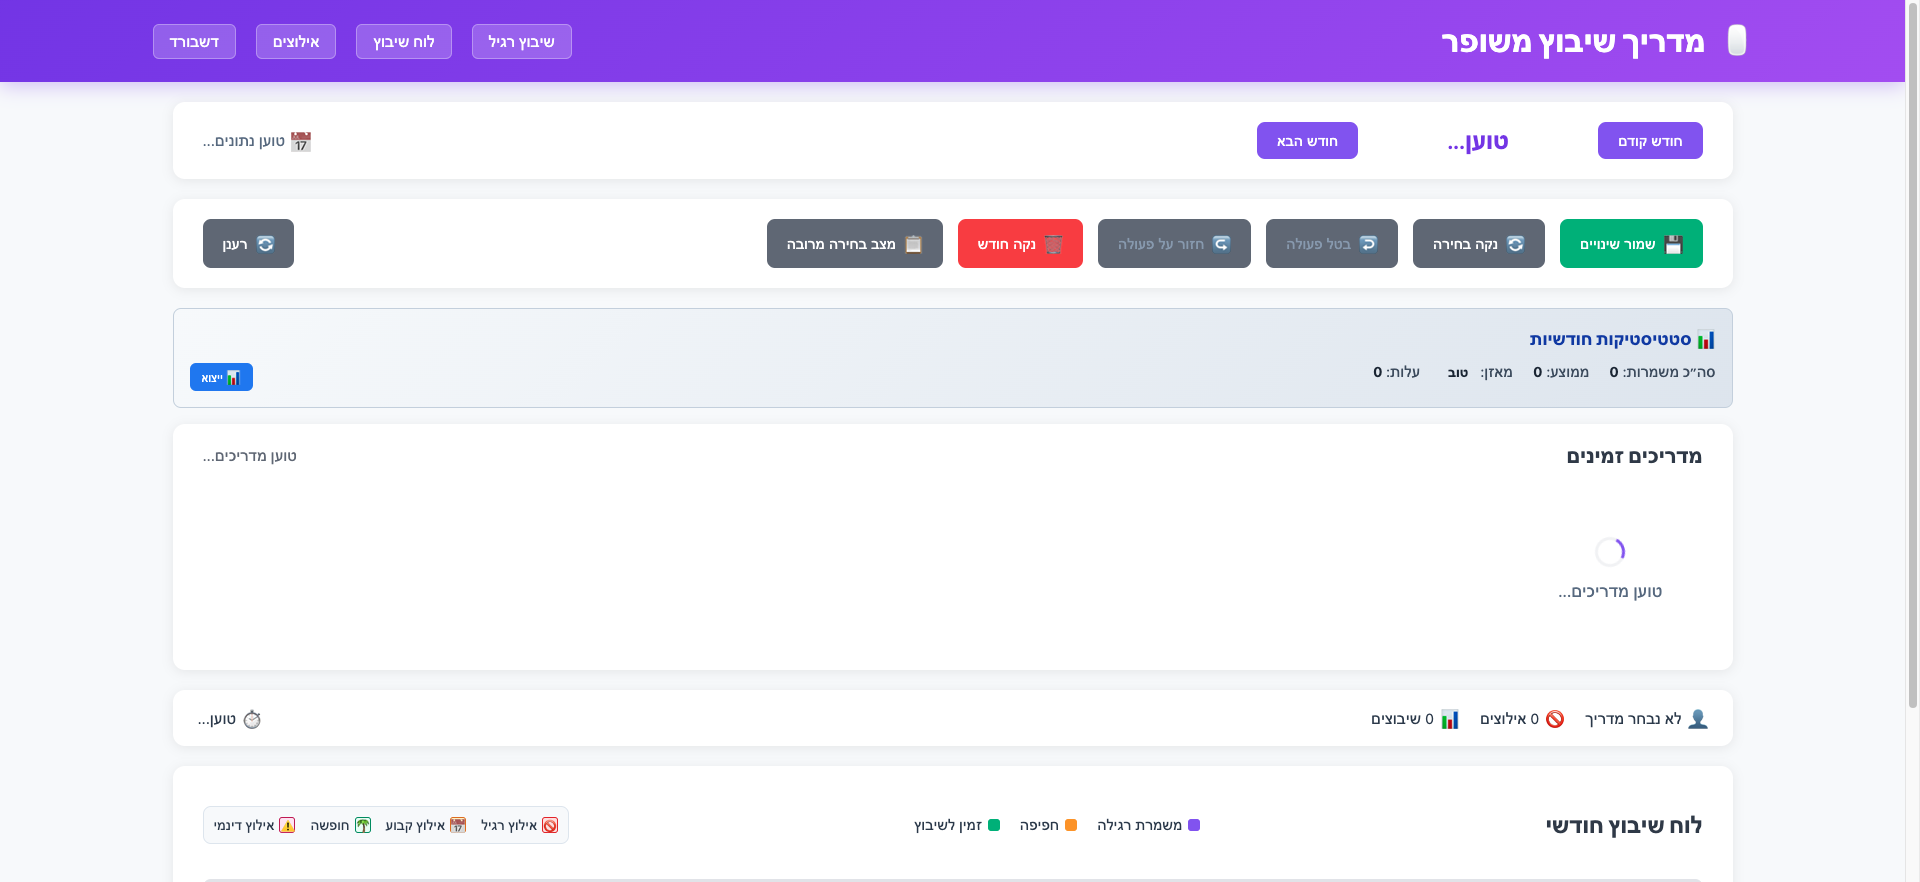 מדריך שיבוץ משופר
שיבוץ רגיל
לוח שיבוץ
אילוצים
דשבורד
חודש קודם
טוען...
חודש הבא
טוען נתונים...
שמור שינויים
נקה בחירה
בטל פעולה
חזור על פעולה
נקה חודש
מצב בחירה מרובה
רענן
סטטיסטיקות חודשיות
סה״כ משמרות: 0 ממוצע: 0 מאזן: טוב עלות: 0
ייצוא
מדריכים זמינים
טוען מדריכים...
טוען מדריכים...
לא נבחר מדריך
0 אילוצים
0 שיבוצים
טוען...
לוח שיבוץ חודשי
משמרת רגילה
חפיפה
זמין לשיבוץ
אילוץ רגיל
אילוץ קבוע
חופשה
אילוץ דינמי